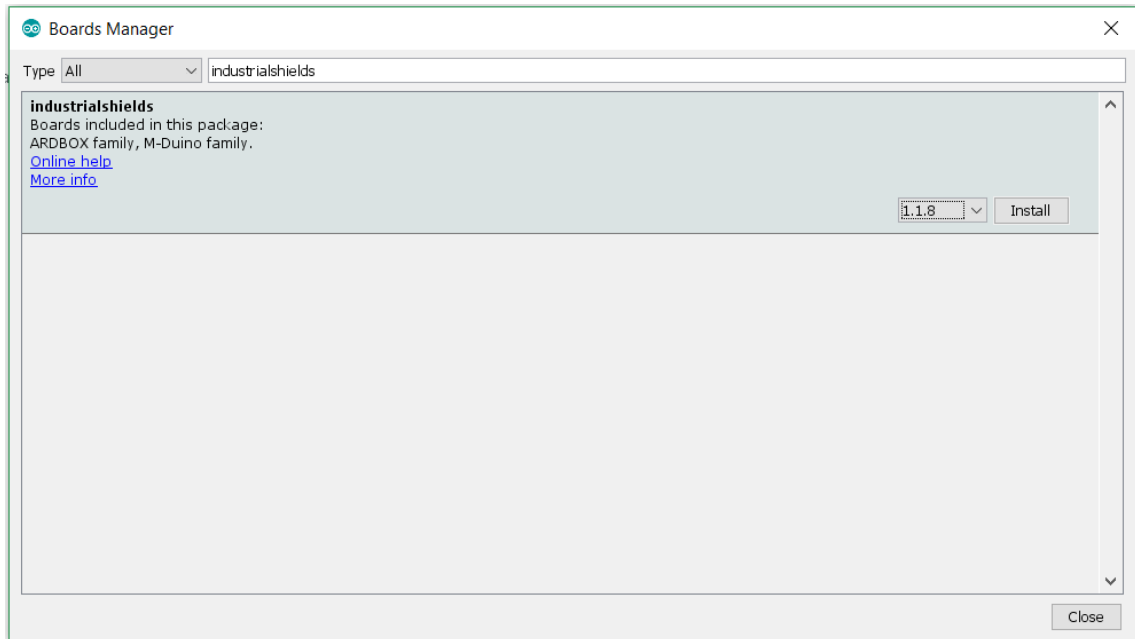 Boards Manager
Type All industrialshields
industrialshields
Boards included in this package:
ARDBOX family, M-Duino family.
Online help
More info
1.1.8 Install
Close